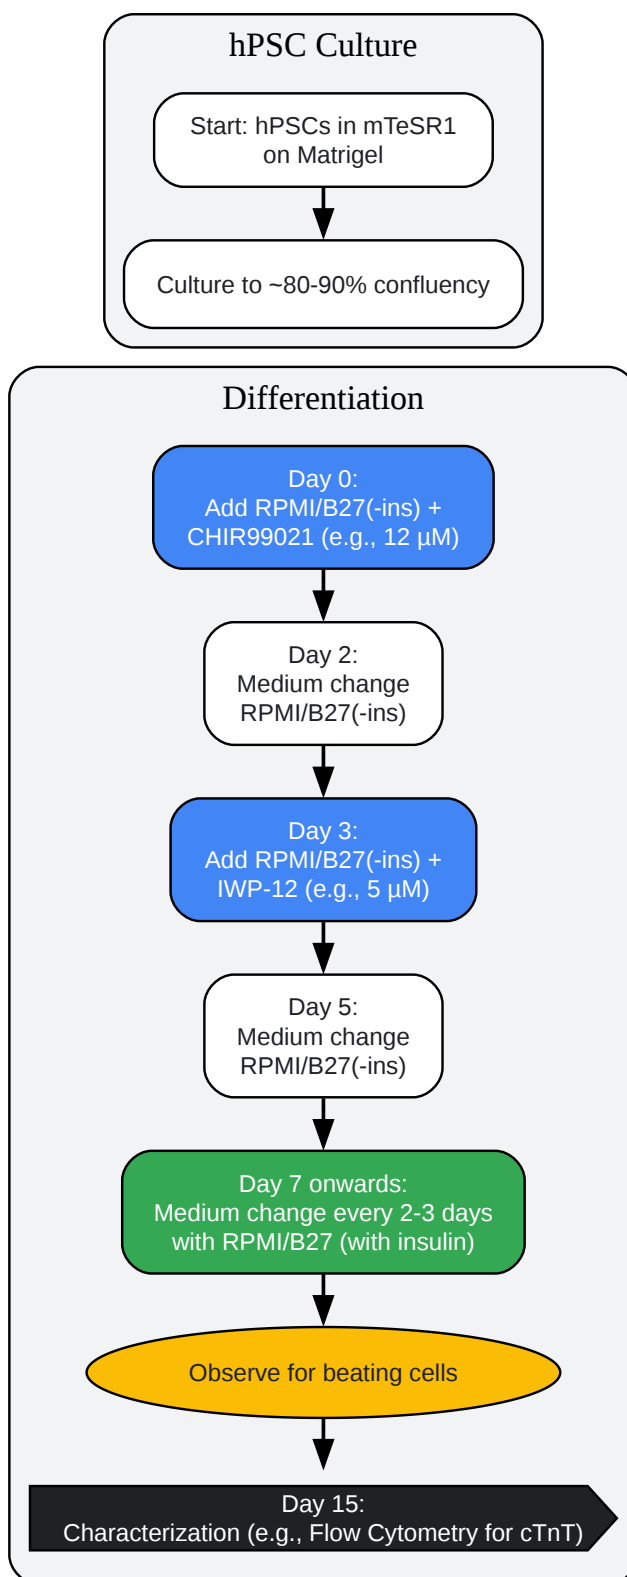 hPSC Culture
Start: hPSCs in mTeSR1
on Matrigel
Culture to ~80-90% confluency
Differentiation
Day 0:
Add RPMI/B27(-ins) +
CHIR99021 (e.g., 12 µM)
Day 2:
Medium change
RPMI/B27(-ins)
Day 3:
Add RPMI/B27(-ins) +
IWP-12 (e.g., 5 µM)
Day 5:
Medium change
RPMI/B27(-ins)
Day 7 onwards:
Medium change every 2-3 days
with RPMI/B27 (with insulin)
Observe for beating cells
Day 15:
Characterization (e.g., Flow Cytometry for cTnT)